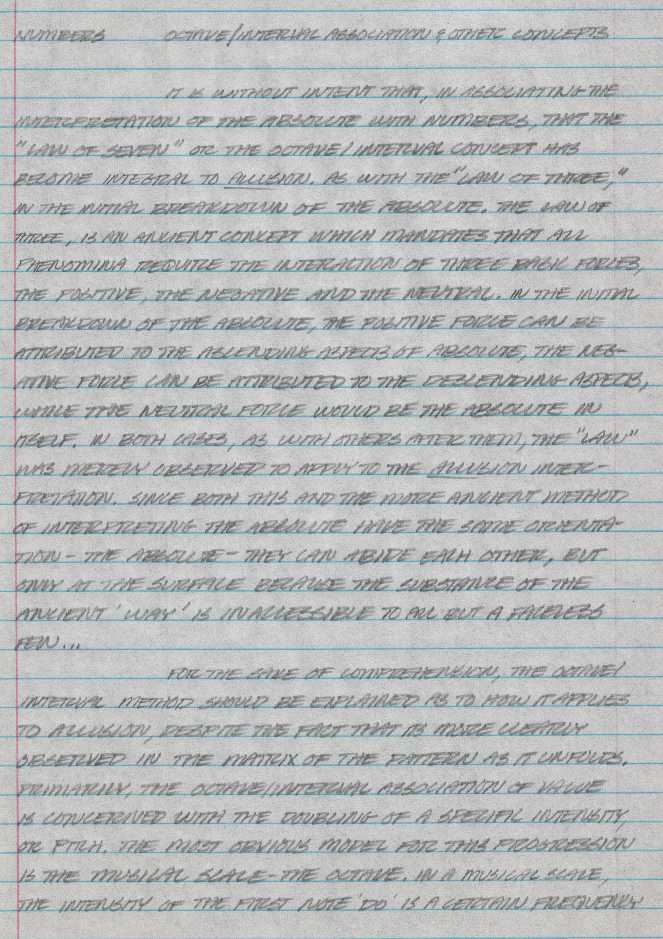 NUMBERS OCTAVE/INTERVAL ASSOCIATION & OTHER CONCEPTS
IT IS WITHOUT INTENT THAT, IN ASSOCIATING THE
INTERPRETATION OF THE ABSOLUTE WITH NUMBERS, THAT THE
"LAW OF SEVEN" OR THE OCTAVE/INTERVAL CONCEPT HAS
BECOME INTEGRAL TO ALLUSION. AS WITH THE "LAW OF THREE,"
IN THE INITIAL BREAKDOWN OF THE ABSOLUTE. THE LAW OF
THREE, IS AN ANCIENT CONCEPT WHICH MANDATES THAT ALL
PHENOMINA REQUIRE THE INTERACTION OF THREE BASIC FORCES,
THE POSITIVE, THE NEGATIVE AND THE NEUTRAL. IN THE INITIAL
BREAKDOWN OF THE ABSOLUTE, THE POSITIVE FORCE CAN BE
ATTRIBUTED TO THE ASCENDING ASPECTS OF ABSOLUTE, THE NEG-
ATIVE FORCE CAN BE ATTRIBUTED TO THE DESCENDING ASPECTS,
WHILE THE NEUTRAL FORCE WOULD BE THE ABSOLUTE IN
ITSELF. IN BOTH CASES, AS WITH OTHERS AFTER THEM, THE "LAW"
WAS MERELY OBSERVED TO APPLY TO THE ALLUSION INTER-
PRETATION. SINCE BOTH THIS AND THE MORE ANCIENT METHOD
OF INTERPRETING THE ABSOLUTE HAVE THE SAME ORIENTA-
TION - THE ABSOLUTE - THEY CAN ABIDE EACH OTHER, BUT
ONLY AT THE SURFACE BECAUSE THE SUBSTANCE OF THE
ANCIENT 'WAY' IS INACCESSIBLE TO ALL BUT A FACELESS
FEW...
FOR THE SAKE OF COMPREHENSION, THE OCTAVE/
INTERVAL METHOD SHOULD BE EXPLAINED AS TO HOW IT APPLIES
TO ALLUSION, DESPITE THE FACT THAT IS MORE CLEARLY
OBSERVED IN THE MATRIX OF THE PATTERN AS IT UNFOLDS.
PRIMARILY, THE OCTAVE/INTERVAL ASSOCIATION OF VALUE
IS CONCERNED WITH THE DOUBLING OF A SPECIFIC INTENSITY,
OR PITCH. THE MOST OBVIOUS MODEL FOR THIS PROGRESSION
IS THE MUSICAL SCALE - THE OCTAVE. IN A MUSICAL SCALE,
THE INTENSITY OF THE FIRST NOTE 'DO' IS A CERTAIN FREQUENCY